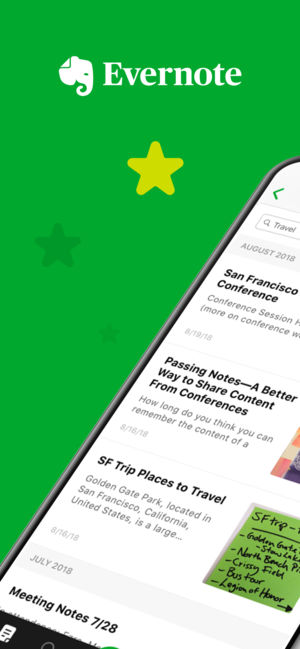 Evernote
Travel
AUGUST 2018
San Francisco
Conference
Conference Session
(more on conference
8/18/18
Passing Notes—A Better
Way to Share Content
From Conferences
How long do you think you can
remember the content of a
8/16/18
SF Trip Places to Travel
Golden Gate Park, located in
San Francisco, California,
United States, is a large...
8/16/18
SF trip -
- Golden Gate
- Stow Lake
- North Beach
- Crissy Field
- Bus tour
- Legion of Honor
JULY 2018
Meeting Notes 7/28